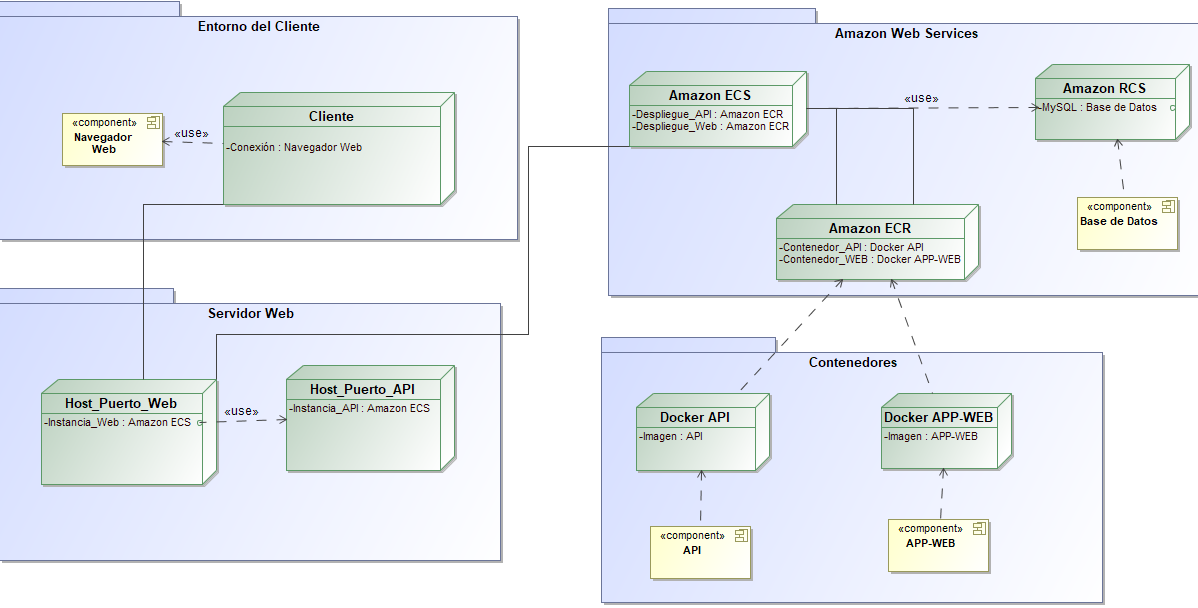 Entorno del Cliente
«component»
Navegador
Web
«use»
Cliente
-Conexión : Navegador Web
Servidor Web
Host_Puerto_Web
-Instancia_Web : Amazon ECS
«use»
Host_Puerto_API
-Instancia_API : Amazon ECS
Amazon Web Services
Amazon ECS
-Despliegue_API : Amazon ECR
-Despliegue_Web : Amazon ECR
«use»
Amazon RCS
-MySQL : Base de Datos
«component»
Base de Datos
Amazon ECR
-Contenedor_API : Docker API
-Contenedor_WEB : Docker APP-WEB
Contenedores
Docker API
-Imagen : API
Docker APP-WEB
-Imagen : APP-WEB
«component»
API
«component»
APP-WEB